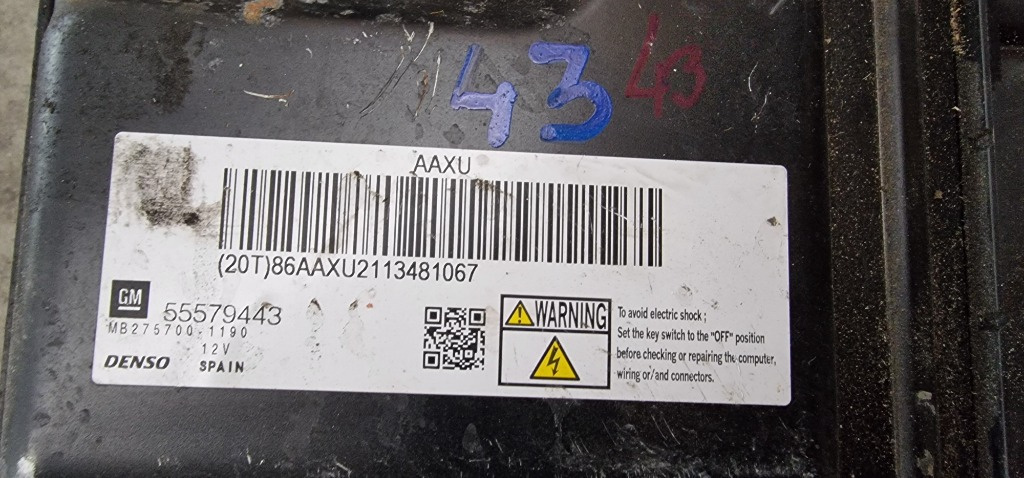 43
43
AAXU
(20T)86AAXU2113481067
GM
55579443
MB275700-1190
12V
DENSO SPAIN
WARNING
To avoid electric shock ;
Set the key switch to the "OFF" position
before checking or repairing the computer,
wiring or/and connectors.